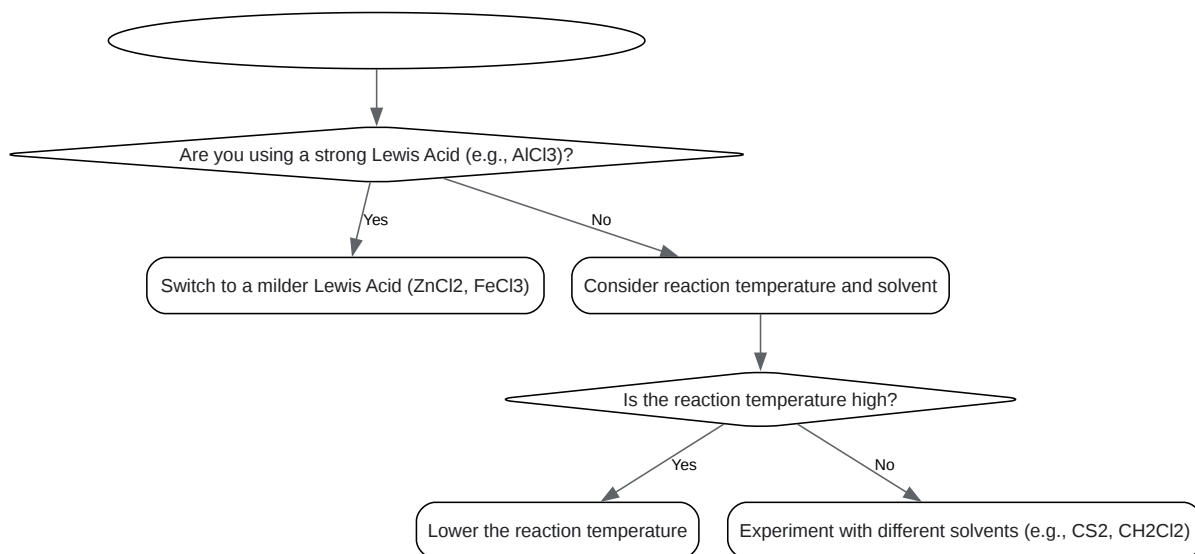 Are you using a strong Lewis Acid (e.g., AlCl3)?
Yes
No
Switch to a milder Lewis Acid (ZnCl2, FeCl3)
Consider reaction temperature and solvent
Is the reaction temperature high?
Yes
No
Lower the reaction temperature
Experiment with different solvents (e.g., CS2, CH2Cl2)